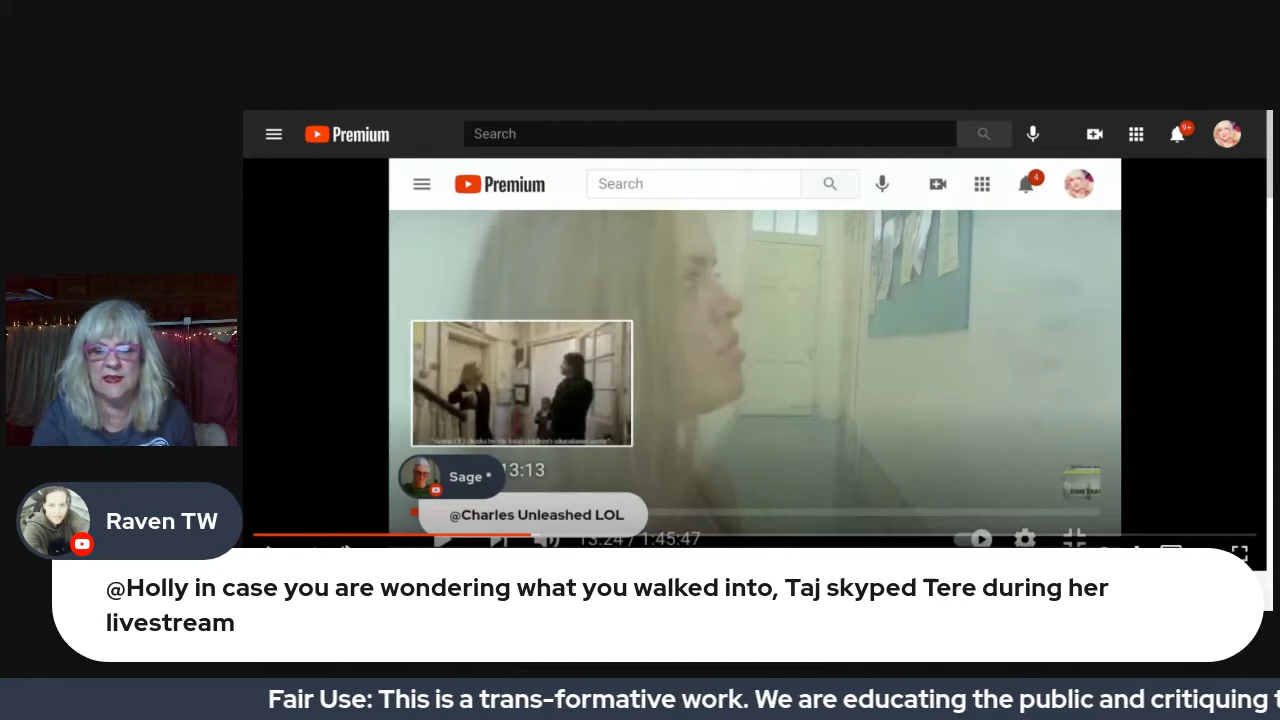 Premium
Search
9+
Premium
Search
4
Sage *
13:13
@Charles Unleashed LOL
13:24 / 1:45:47
Raven TW
@Holly in case you are wondering what you walked into, Taj skyped Tere during her
livestream
Fair Use: This is a trans-formative work. We are educating the public and critiquing